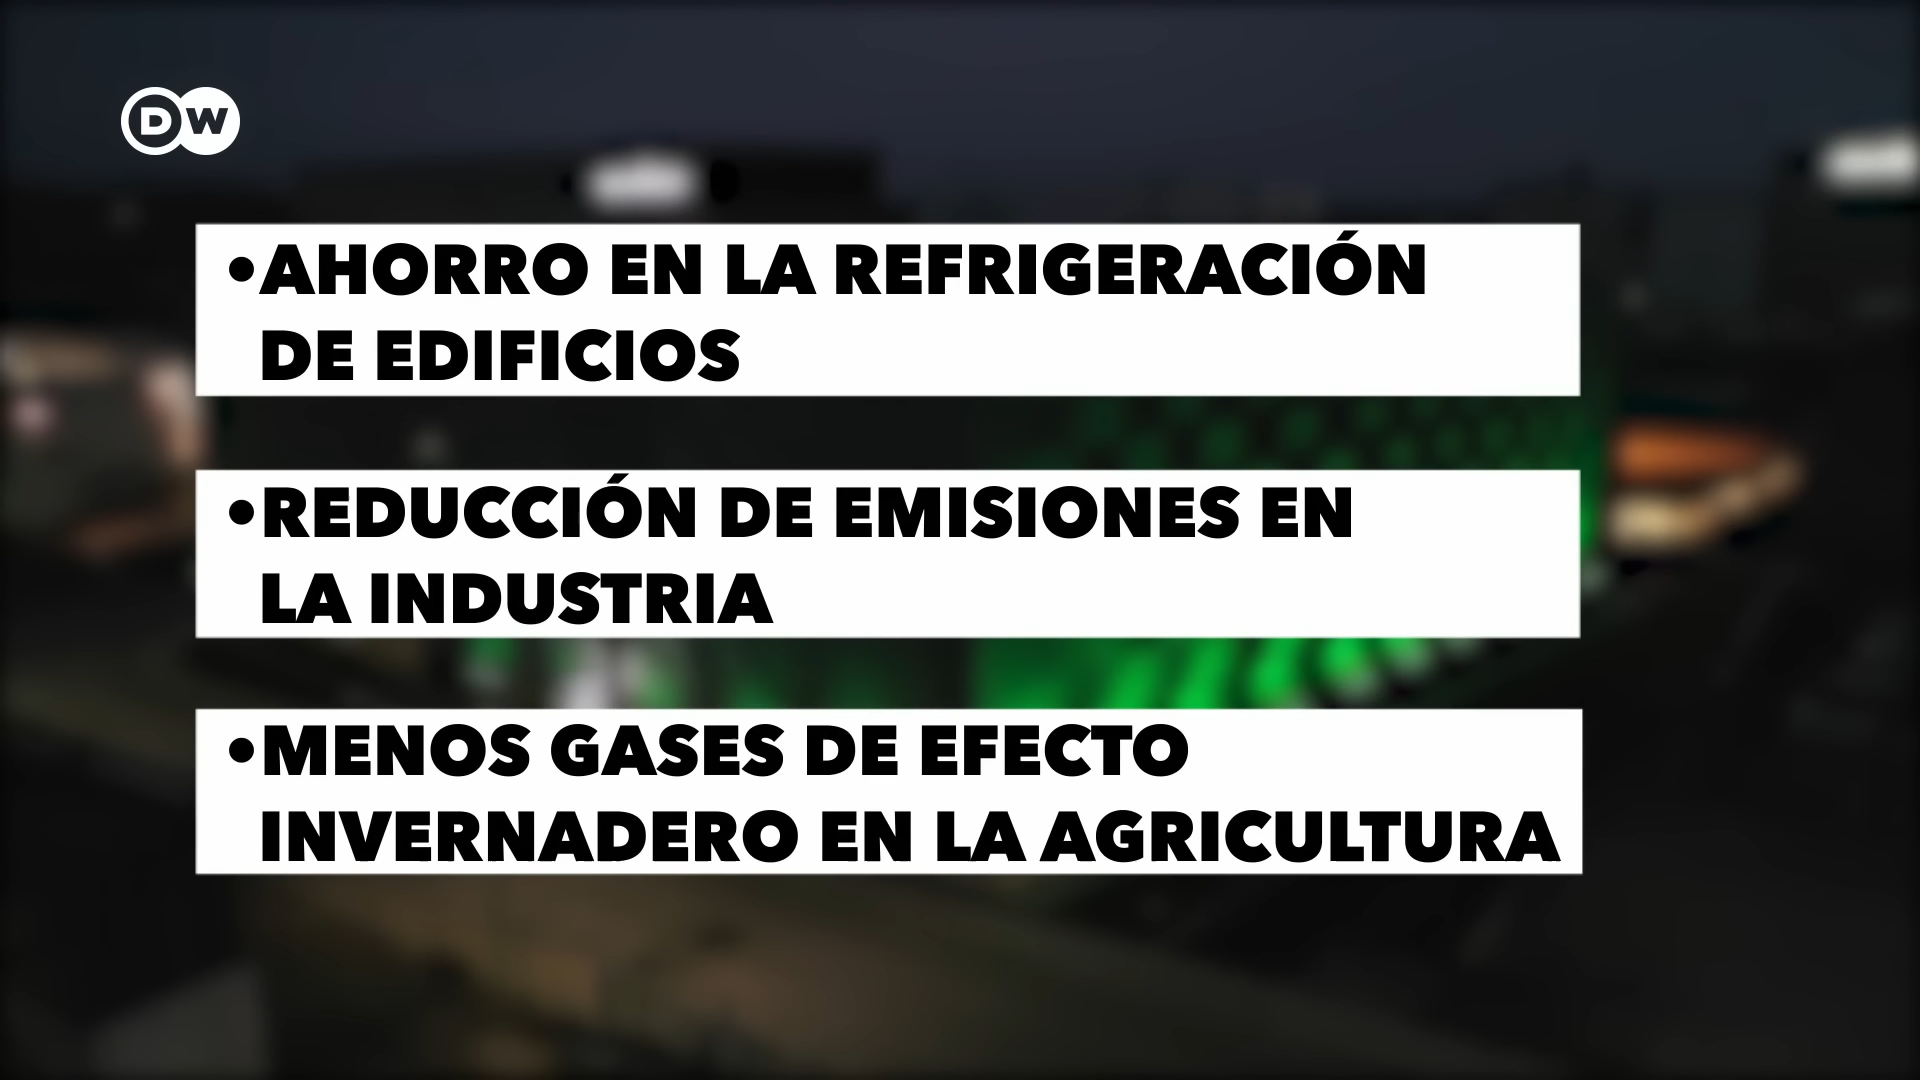 DW
•AHORRO EN LA REFRIGERACIÓN
DE EDIFICIOS
•REDUCCIÓN DE EMISIONES EN
LA INDUSTRIA
•MENOS GASES DE EFECTO
INVERNADERO EN LA AGRICULTURA